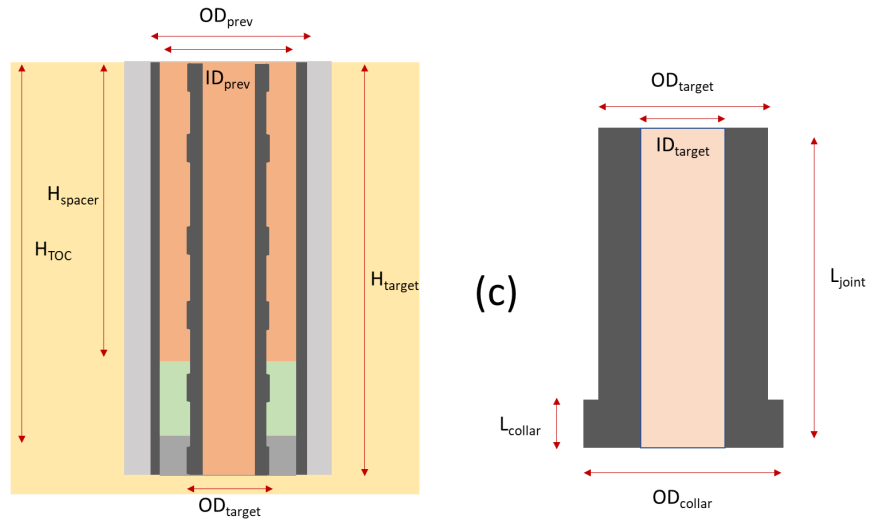 ODprev
IDprev
Hspacer
HTOC
Htarget
ODtarget
(c)
ODtarget
IDtarget
Ljoint
Lcollar
ODcollar